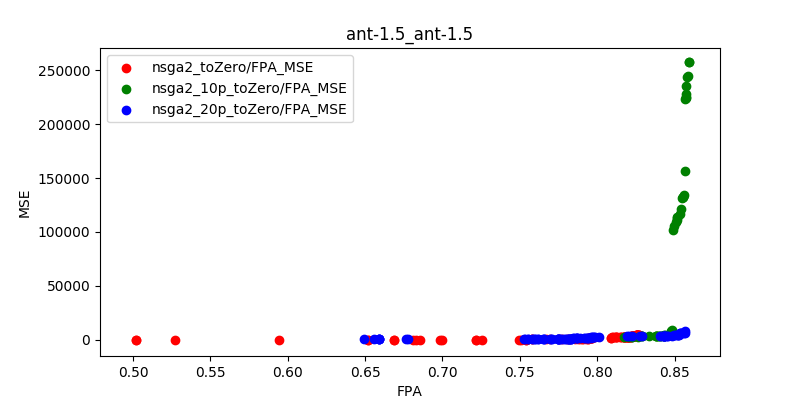 ant-1.5_ant-1.5
nsga2_toZero/FPA_MSE
nsga2_10p_toZero/FPA_MSE
nsga2_20p_toZero/FPA_MSE
MSE
250000
200000
150000
100000
50000
0
0.50 0.55 0.60 0.65 0.70 0.75 0.80 0.85
FPA